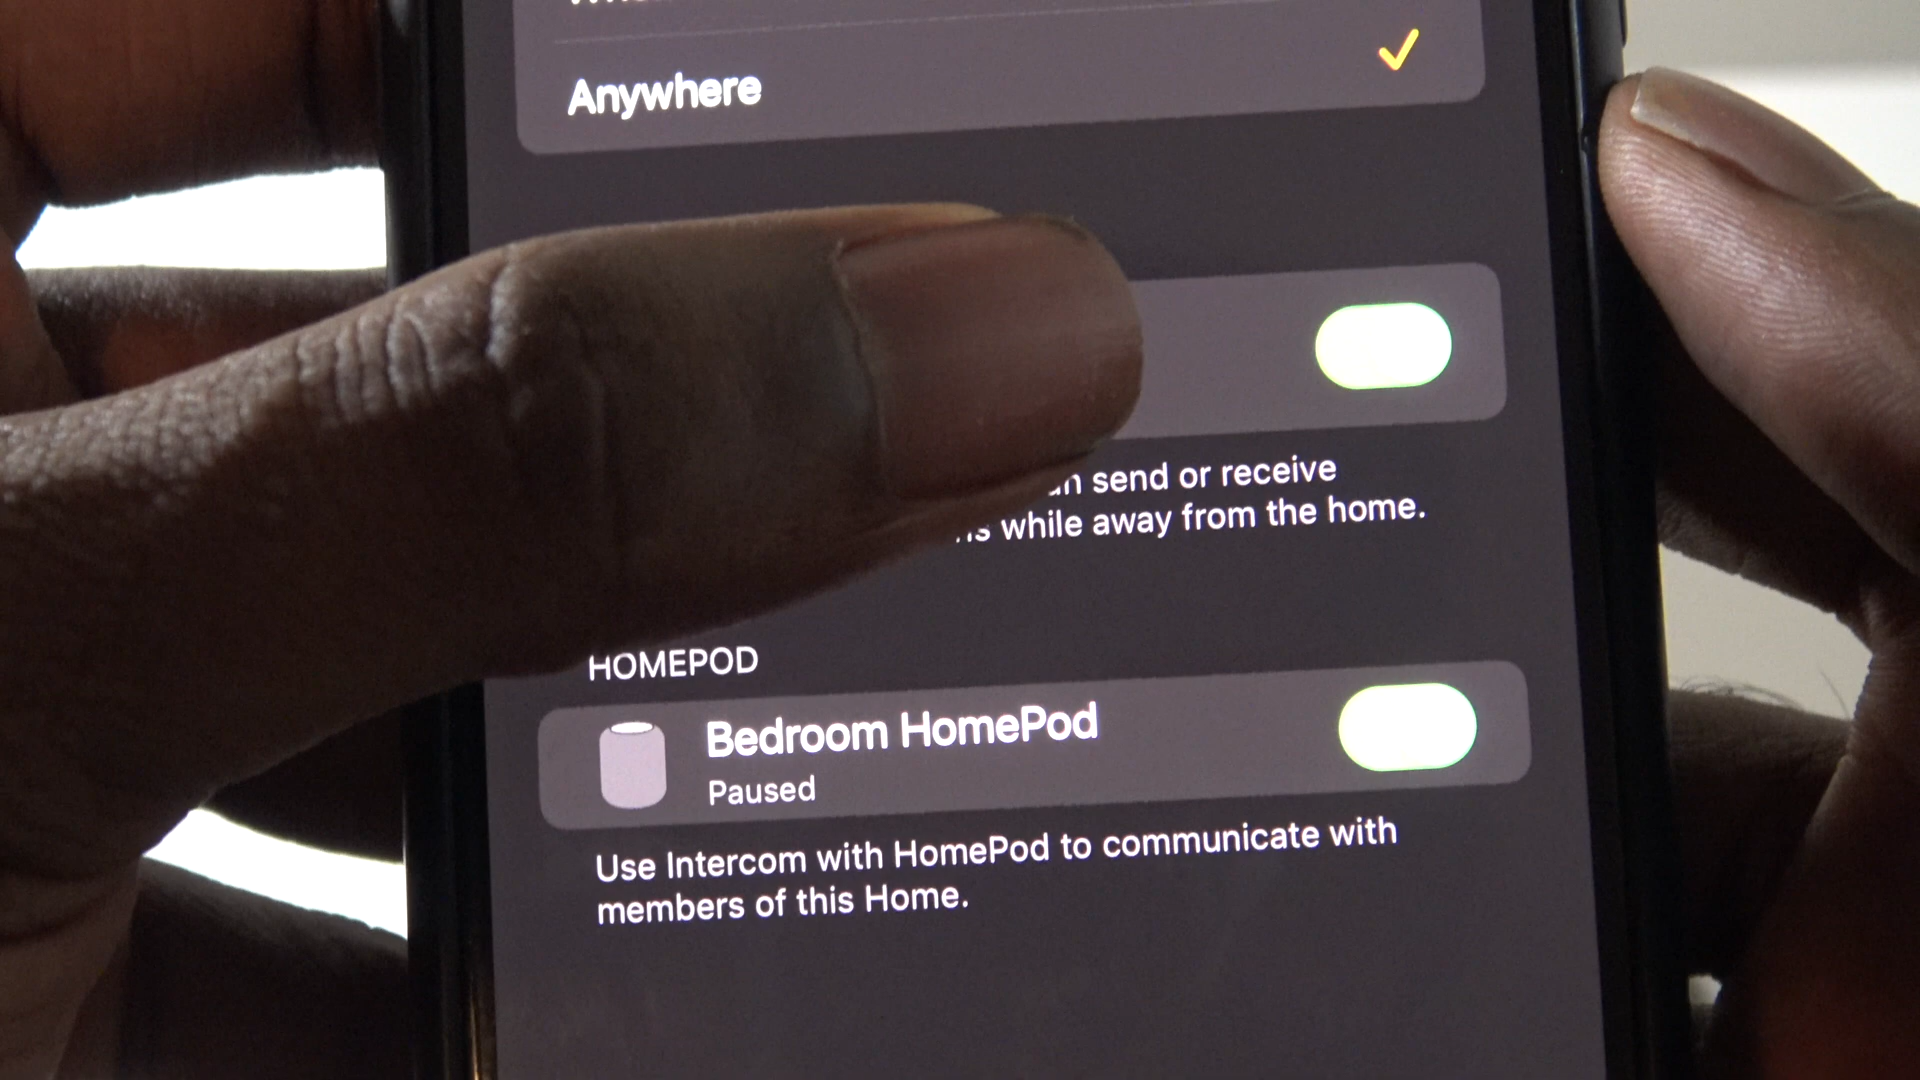 Anywhere
send or receive
while away from the home.
HOMEPOD
Bedroom HomePod
Paused
Use Intercom with HomePod to communicate with
members of this Home.